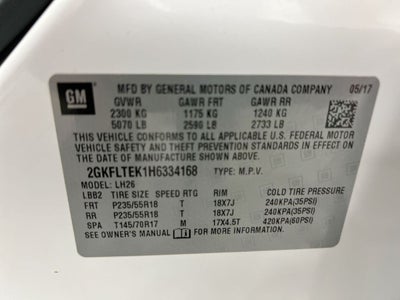 GM
MFD BY GENERAL MOTORS OF CANADA COMPANY 05/17
GVWR GAWR FRT GAWR RR
2300 KG 1175 KG 1240 KG
5070 LB 2590 LB 2733 LB
THIS VEHICLE CONFORMS TO ALL APPLICABLE U.S. FEDERAL MOTOR
VEHICLE SAFETY AND THEFT PREVENTION STANDARDS IN EFFECT
ON THE DATE OF MANUFACTURE SHOWN ABOVE.
2GKFLTEK1H6334168 TYPE: M.P.V.
MODEL: LH26
LBB2 TIRE SIZE SPEED RTG RIM COLD TIRE PRESSURE
FRT P235/55R18 T 18X7J 240KPA(35PSI)
RR P235/55R18 T 18X7J 240KPA(35PSI)
SPA T145/70R17 M 17X4.5T 420KPA(60PSI)
SEE OWNER'S MANUAL FOR MORE INFORMATION.